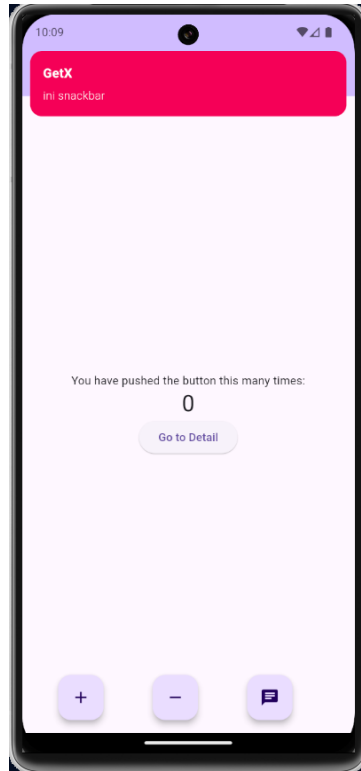 10:09
GetX
ini snackbar
You have pushed the button this many times:
0
Go to Detail